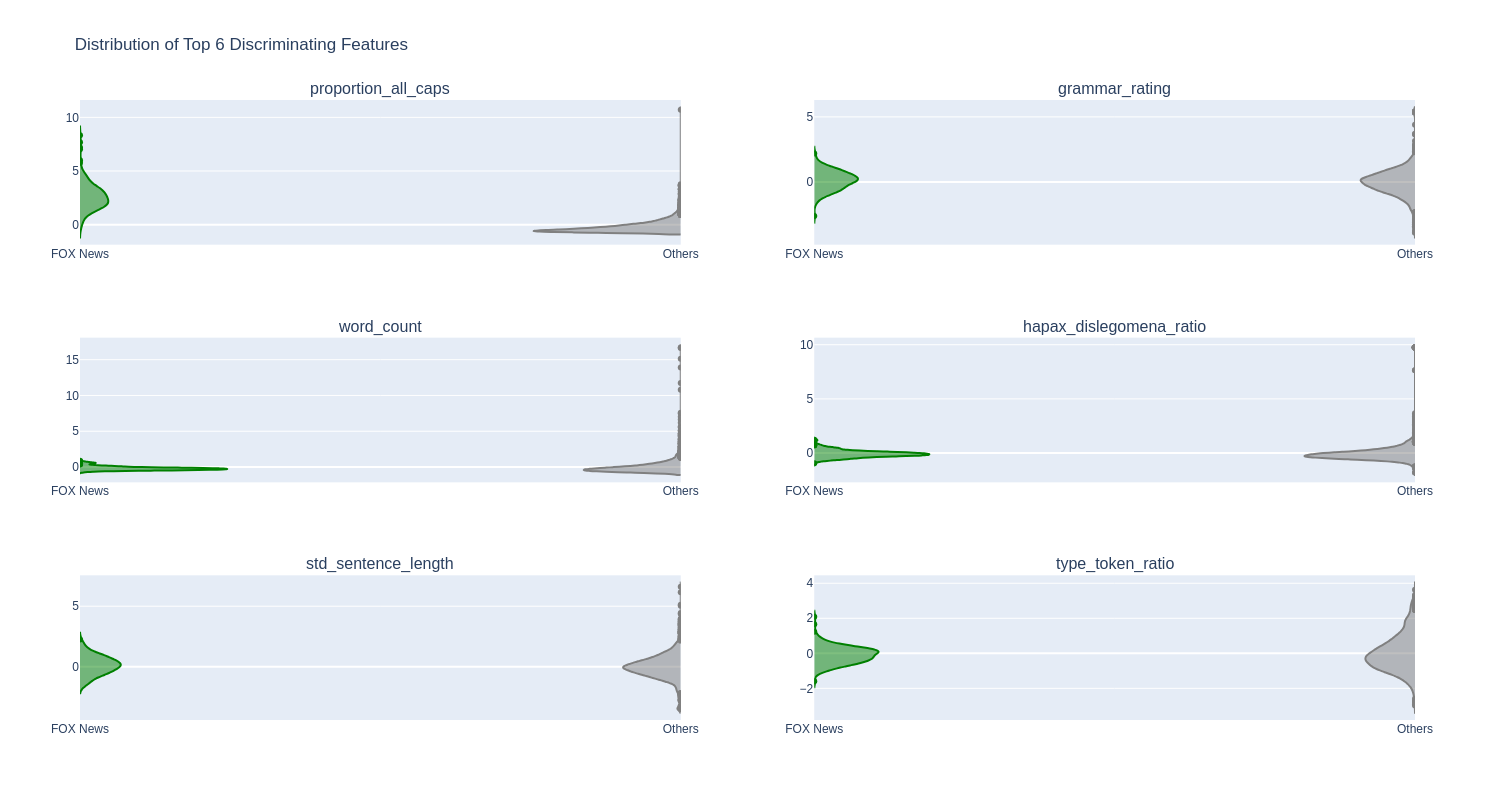 Distribution of Top 6 Discriminating Features
proportion_all_caps
10
5
0
FOX News
Others
grammar_rating
5
0
FOX News
Others
word_count
15
10
5
0
FOX News
Others
hapax_dislegomena_ratio
10
5
0
FOX News
Others
std_sentence_length
5
0
FOX News
Others
type_token_ratio
4
2
0
−2
FOX News
Others